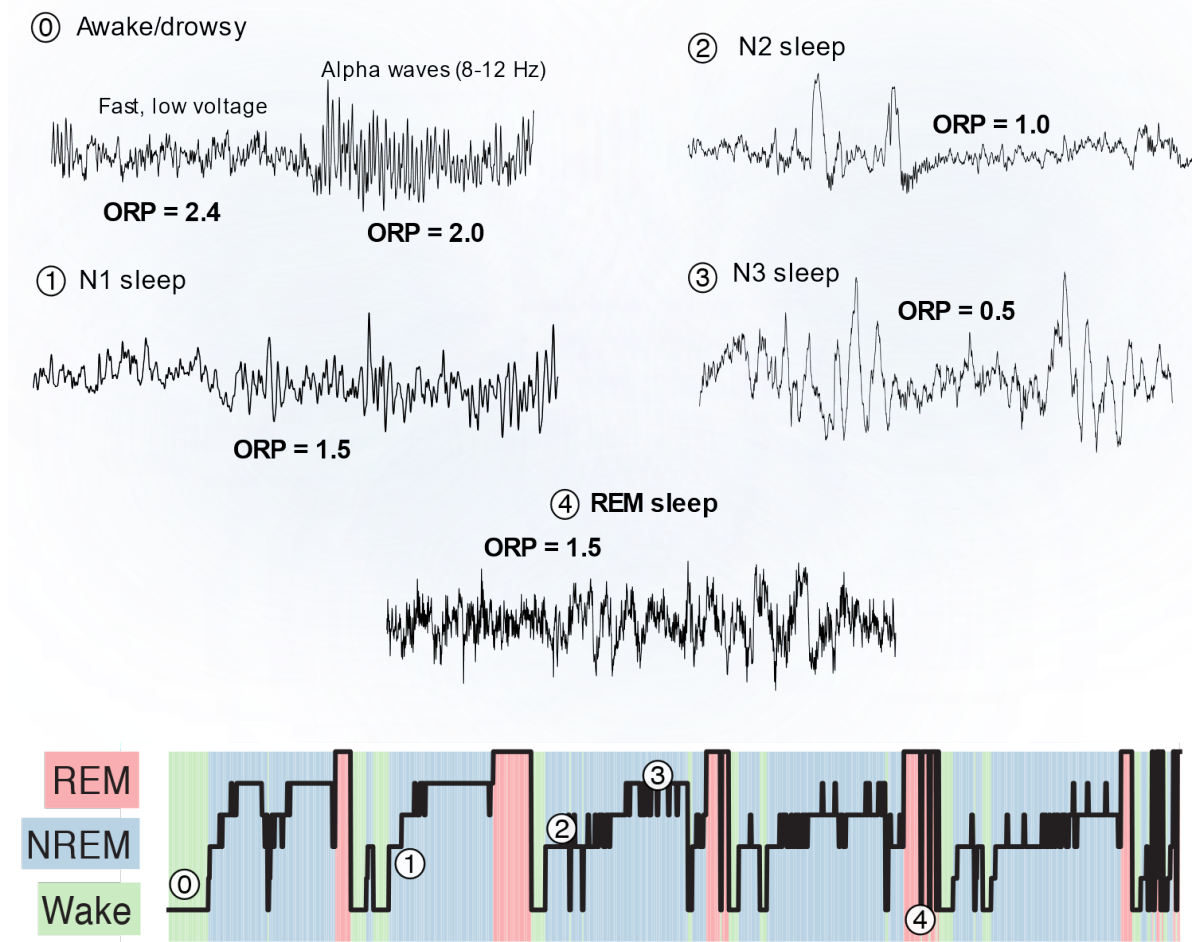 ⓪ Awake/drowsy
Fast, low voltage
Alpha waves (8-12 Hz)
ORP = 2.4
ORP = 2.0
② N2 sleep
ORP = 1.0
① N1 sleep
ORP = 1.5
③ N3 sleep
ORP = 0.5
④ REM sleep
ORP = 1.5
REM
NREM
Wake
⓪
①
②
③
④